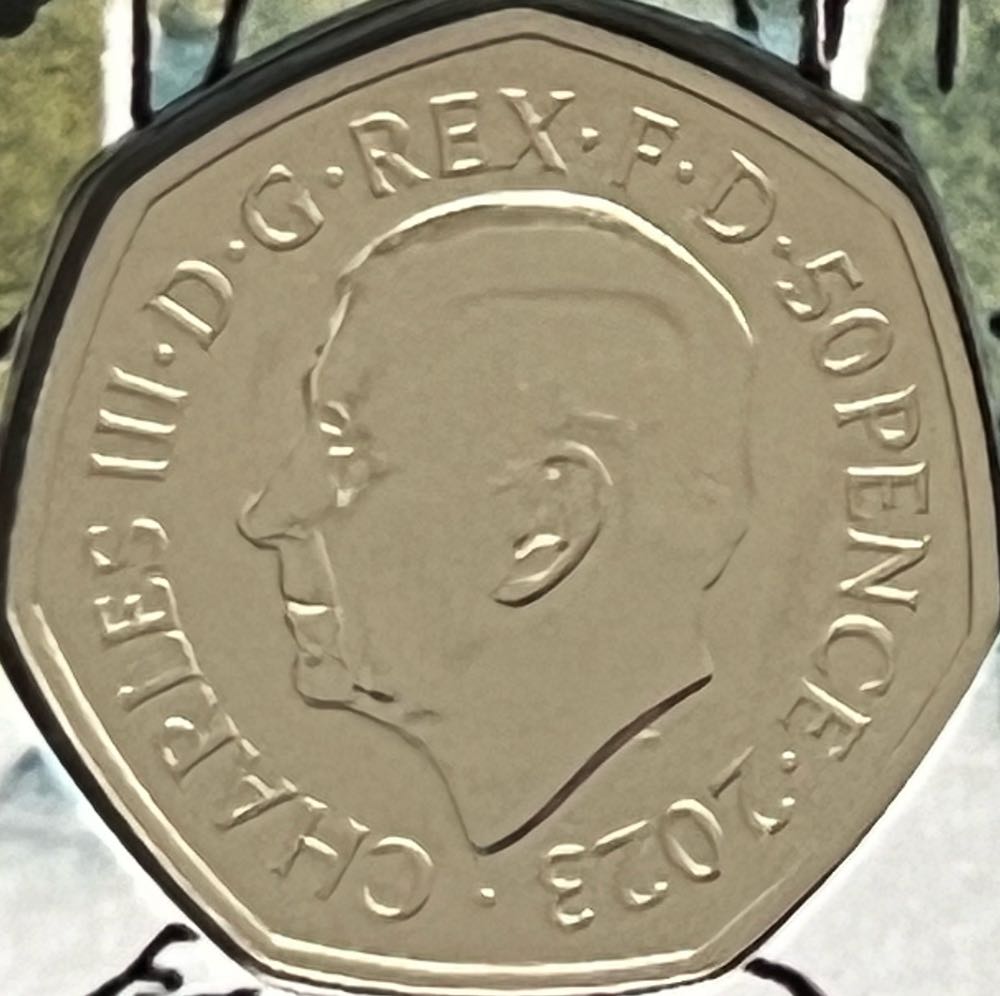 CHARLES III · D · G · REX · F · D · 50 PENCE · 2023 ·